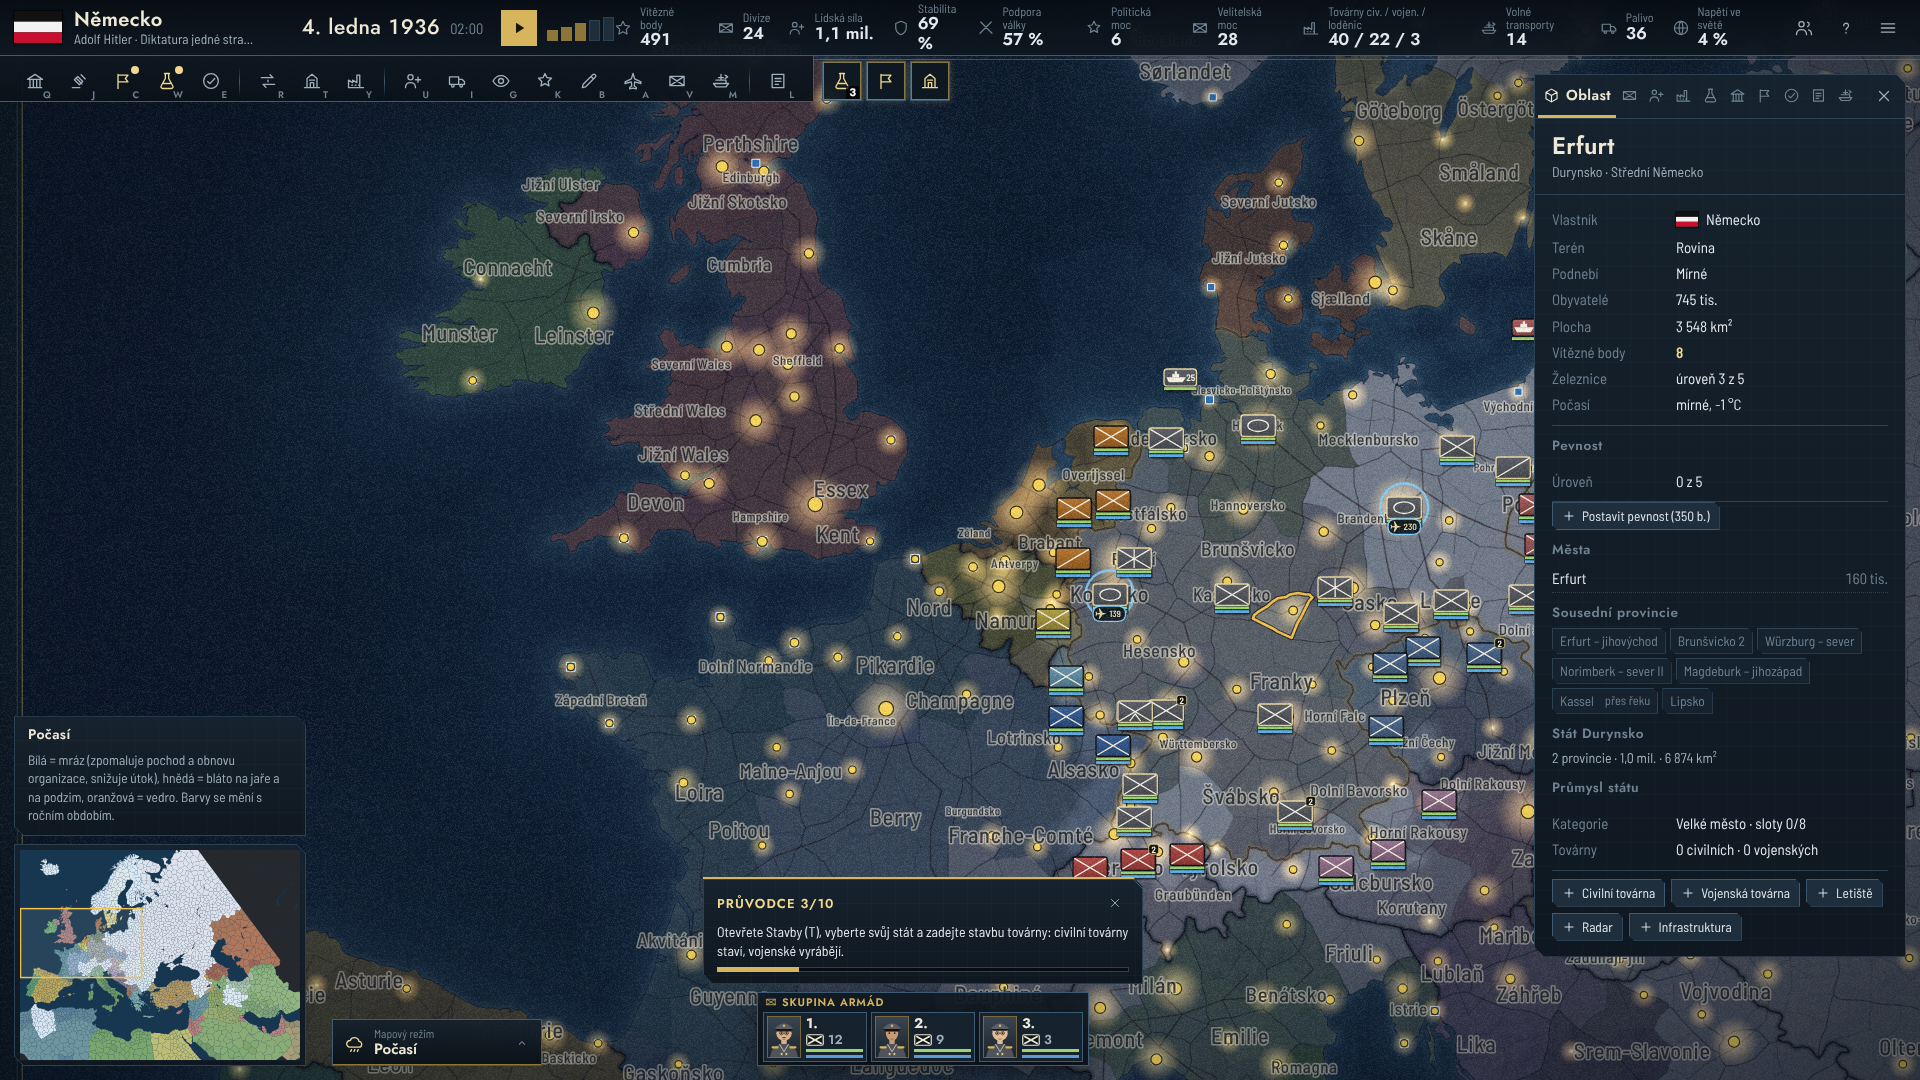 Německo
Adolf Hitler · Diktatura jedné stra...
4. ledna 1936
02:00
Vítězné body
491
Divize
24
Lidská síla
1,1 mil.
Stabilita
69 %
Podpora války
57 %
Politická moc
6
Velitelská moc
28
Továrny civ. / vojen. / loděnic
40 / 22 / 3
Volné transporty
14
Palivo
36
Napětí ve světě
4 %
?
Q
J
C
W
E
R
T
Y
U
I
G
K
B
A
V
M
L
3
Oblast
Erfurt
Durynsko · Střední Německo
Vlastník
Německo
Terén
Rovina
Podnebí
Mírné
Obyvatelé
745 tis.
Plocha
3 548 km²
Vítězné body
8
Železnice
úroveň 3 z 5
Počasí
mírné, -1 °C
Pevnost
Úroveň
0 z 5
Postavit pevnost (350 b.)
Města
Erfurt
160 tis.
Sousední provincie
Erfurt – jihovýchod
Brunšvicko 2
Würzburg – sever
Norimberk – sever II
Magdeburk – jihozápad
Kassel přes řeku
Lipsko
Stát Durynsko
2 provincie · 1,0 mil. · 6 874 km²
Průmysl státu
Kategorie
Velké město · sloty 0/8
Továrny
0 civilních · 0 vojenských
Civilní továrna
Vojenská továrna
Letiště
Radar
Infrastruktura
Sørlandet
Göteborg
Småland
Skåne
Perthshire
Edinburgh
Jižní Ulster
Severní Irsko
Jižní Skotsko
Connacht
Cumbria
Munster
Leinster
Severní Wales
Sheffield
Střední Wales
Jižní Wales
Devon
Essex
Hampshire
Kent
Severní Jutsko
Jižní Jutsko
Sjælland
25
Mecklenbursko
Overijssel
Hannoversko
Zéland
Brabant
Antverpy
Brunšvicko
230
139
Nord
Namur
Hesensko
Dolní Normandie
Pikardie
Champagne
Franky
Plzeň
Západní Bretaň
Île-de-France
Lotrinsko
Württembersko
Horní Falc
Alsasko
Maine-Anjou
Loira
Švábsko
Dolní Bavorsko
Dolní Rakousy
Poitou
Berry
Burgundsko
Franche-Comté
Horní Rakousy
Graubünden
Korutany
Friuli
Lublaň
Milán
Benátsko
Záhřeb
Vojvodina
Istrie
Emilie
Lika
Srem-Slavonie
Romagna
Asturie
Gaskoňsko
Languedoc
Počasí
Bílá = mráz (zpomaluje pochod a obnovu
organizace, snižuje útok), hnědá = bláto na jaře a
na podzim, oranžová = vedro. Barvy se mění s
ročním obdobím.
Mapový režim
Počasí
PRŮVODCE 3/10
Otevřete Stavby (T), vyberte svůj stát a zadejte stavbu továrny: civilní továrny
staví, vojenské vyrábějí.
SKUPINA ARMÁD
1.
12
2.
9
3.
3